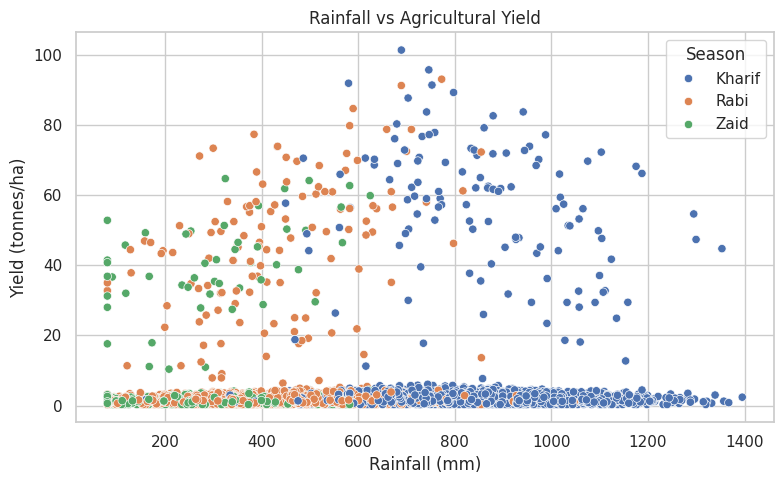 Rainfall vs Agricultural Yield
Season
Kharif
Rabi
Zaid
Yield (tonnes/ha)
100
80
60
40
20
0
200 400 600 800 1000 1200 1400
Rainfall (mm)